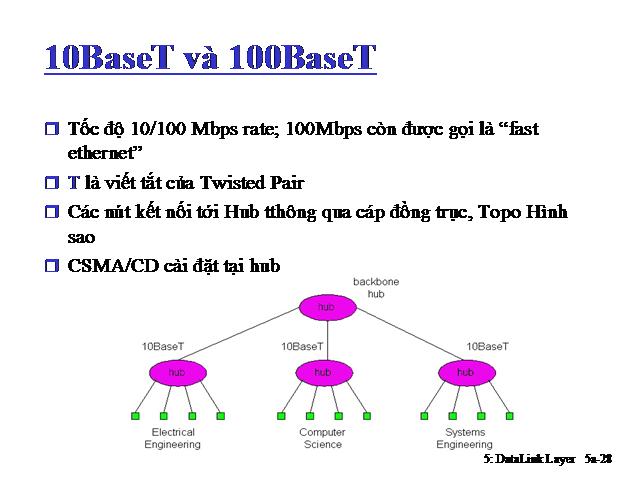 10BaseT và 100BaseT
Tốc độ 10/100 Mbps rate; 100Mbps còn được gọi là “fast
ethernet”
T là viết tắt của Twisted Pair
Các nút kết nối tới Hub tthông qua cáp đồng trục, Topo Hình
sao
CSMA/CD cài đặt tại hub
backbone
hub
hub
10BaseT
10BaseT
10BaseT
hub
hub
hub
Electrical
Engineering
Computer
Science
Systems
Engineering
5: DataLink Layer 5a-28